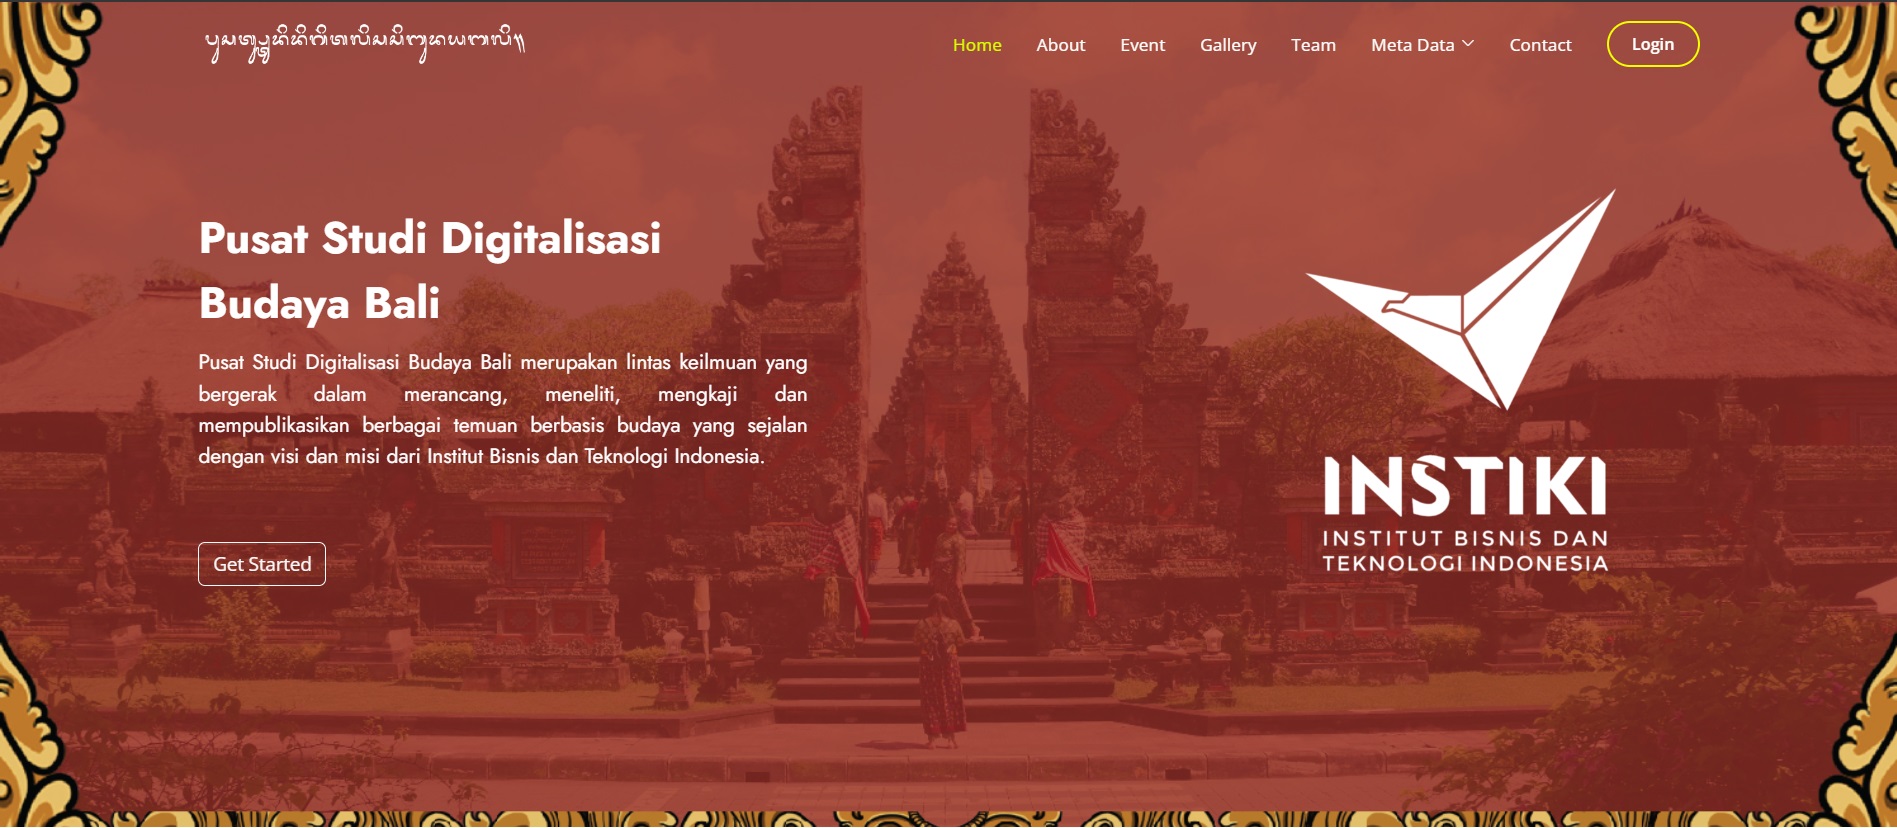 Home About Event Gallery Team Meta Data Contact Login
Pusat Studi Digitalisasi
Budaya Bali
Pusat Studi Digitalisasi Budaya Bali merupakan lintas keilmuan yang
bergerak dalam merancang, meneliti, mengkaji dan
mempublikasikan berbagai temuan berbasis budaya yang sejalan
dengan visi dan misi dari Institut Bisnis dan Teknologi Indonesia.
Get Started
INSTIKI
INSTITUT BISNIS DAN
TEKNOLOGI INDONESIA